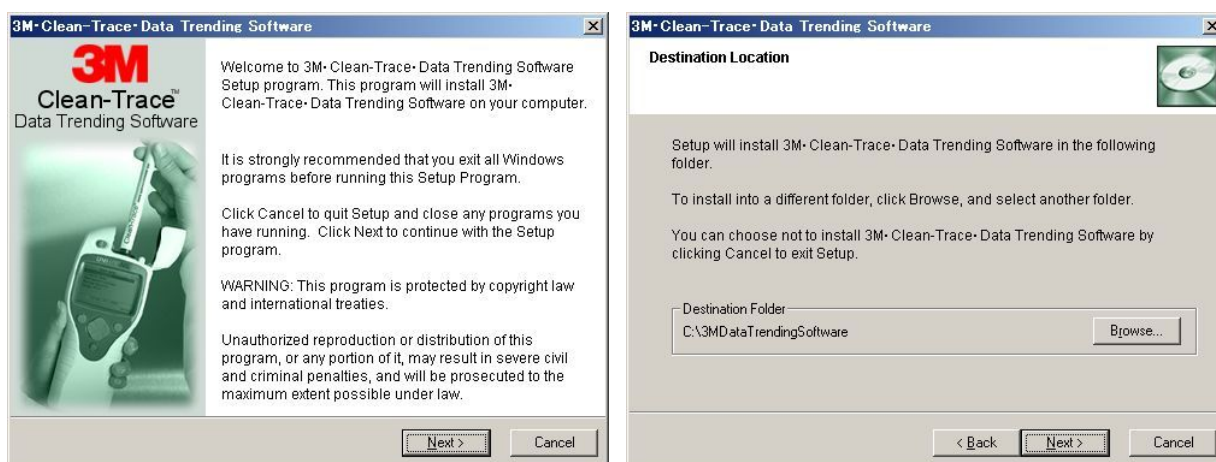 3M・Clean-Trace・Data Trending Software
3M
Clean-Trace™
Data Trending Software
Welcome to 3M・Clean-Trace・Data Trending Software
Setup program. This program will install 3M・
Clean-Trace・Data Trending Software on your computer.
It is strongly recommended that you exit all Windows
programs before running this Setup Program.
Click Cancel to quit Setup and close any programs you
have running. Click Next to continue with the Setup
program.
WARNING: This program is protected by copyright law
and international treaties.
Unauthorized reproduction or distribution of this
program, or any portion of it, may result in severe civil
and criminal penalties, and will be prosecuted to the
maximum extent possible under law.
Next >
Cancel
3M・Clean-Trace・Data Trending Software
Destination Location
Setup will install 3M・Clean-Trace・Data Trending Software in the following
folder.
To install into a different folder, click Browse, and select another folder.
You can choose not to install 3M・Clean-Trace・Data Trending Software by
clicking Cancel to exit Setup.
Destination Folder
C:\3MDataTrendingSoftware
Browse...
< Back
Next >
Cancel